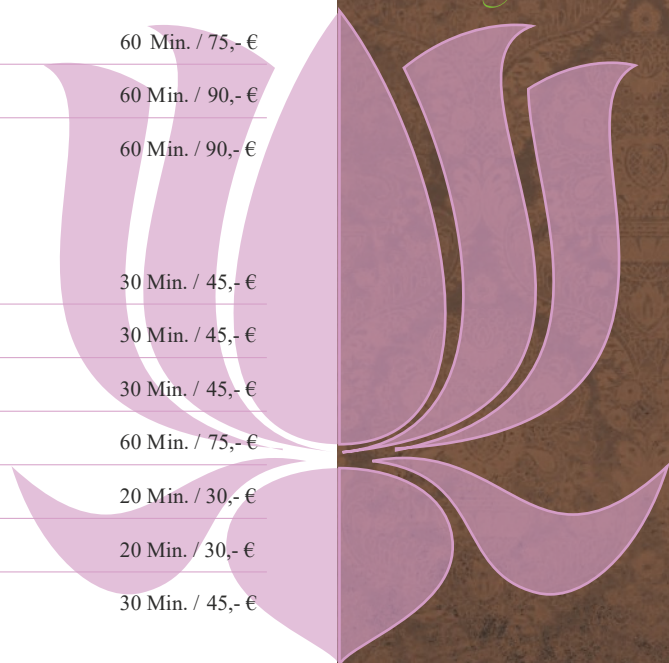 60 Min. / 75,- €
60 Min. / 90,- €
60 Min. / 90,- €
30 Min. / 45,- €
30 Min. / 45,- €
30 Min. / 45,- €
60 Min. / 75,- €
20 Min. / 30,- €
20 Min. / 30,- €
30 Min. / 45,- €